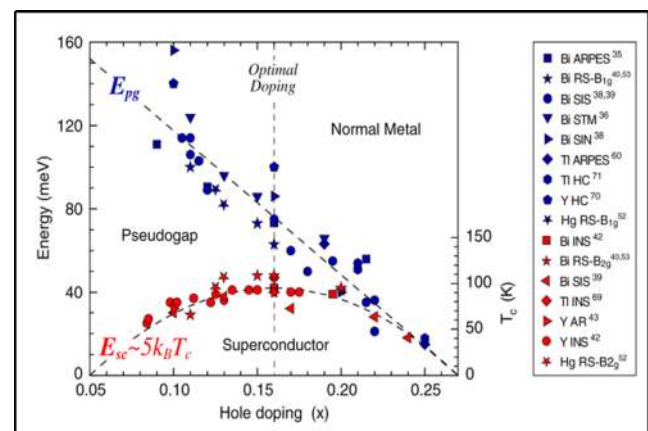 160
120
80
40
0
Energy (meV)
0.05 0.10 0.15 0.20 0.25
Hole doping (x)
150
100
50
0
T_c (K)
E_pg
Optimal
Doping
Normal Metal
Pseudogap
Superconductor
E_sc~5k_BT_c
Bi ARPES 35
Bi RS-B1g 40,53
Bi SIS 38,39
Bi STM 36
Bi SIN 38
Tl ARPES 60
Tl HC 71
Y HC 70
Hg RS-B1g 52
Bi INS 42
Bi RS-B2g 40,53
Bi SIS 39
Tl INS 69
Y AR 43
Y INS 42
Hg RS-B2g 52